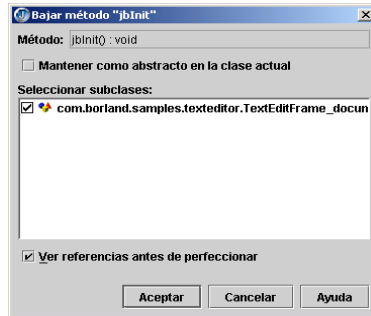 Bajar método "jbInit"
Método: jbInit() : void
Mantener como abstracto en la clase actual
Seleccionar subclases:
com.borland.samples.texteditor.TextEditFrame_docun
Ver referencias antes de perfeccionar
Aceptar Cancelar Ayuda